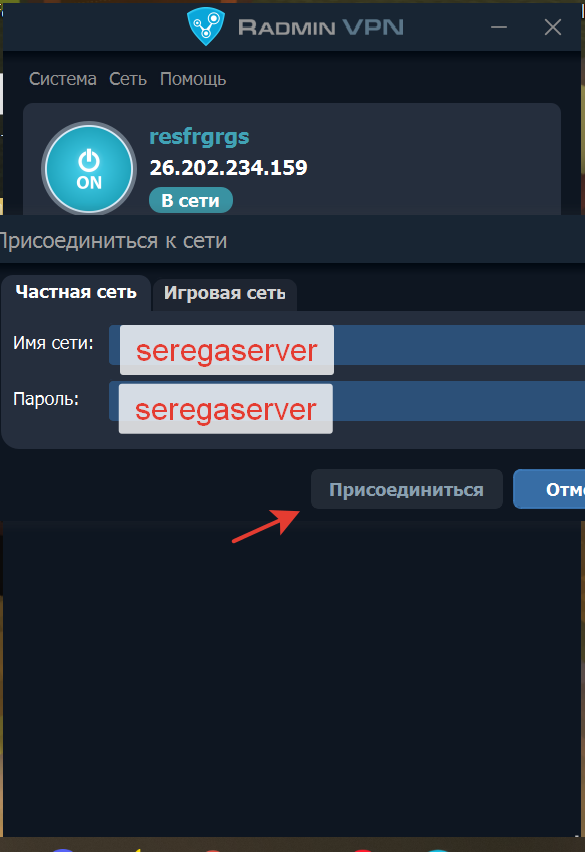 RADMIN VPN
Система Сеть Помощь
resfrgrgs
ON
26.202.234.159
В сети
Присоединиться к сети
Частная сеть Игровая сеть
Имя сети: seregaserver
Пароль: seregaserver
Присоединиться Отм